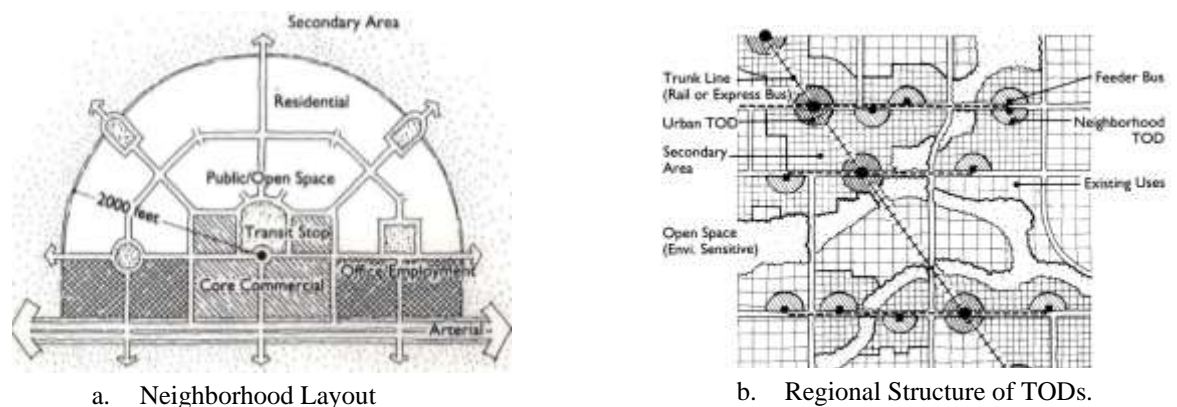 Secondary Area
Residential
Public/Open Space
2000 feet
Transit Stop
Office/Employment
Core Commercial
Arterial
a. Neighborhood Layout
Trunk Line
(Rail or Express Bus)
Feeder Bus
Urban TOD
Neighborhood
TOD
Secondary
Area
Existing Uses
Open Space
(Envi. Sensitive)
b. Regional Structure of TODs.